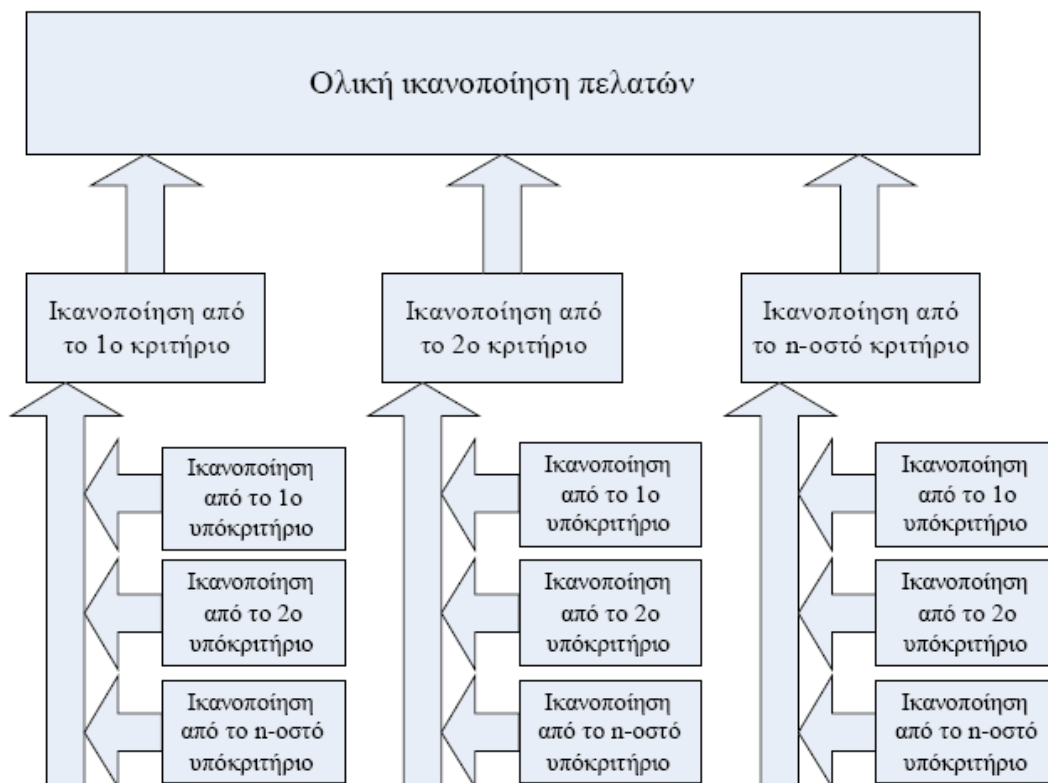 Ολική ικανοποίηση πελατών
Ικανοποίηση από
το 1ο κριτήριο
Ικανοποίηση από
το 2ο κριτήριο
Ικανοποίηση από
το n-οστό κριτήριο
Ικανοποίηση
από το 1ο
υπόκριτήριο
Ικανοποίηση
από το 2ο
υπόκριτήριο
Ικανοποίηση
από το n-οστό
υπόκριτήριο
Ικανοποίηση
από το 1ο
υπόκριτήριο
Ικανοποίηση
από το 2ο
υπόκριτήριο
Ικανοποίηση
από το n-οστό
υπόκριτήριο
Ικανοποίηση
από το 1ο
υπόκριτήριο
Ικανοποίηση
από το 2ο
υπόκριτήριο
Ικανοποίηση
από το n-οστό
υπόκριτήριο